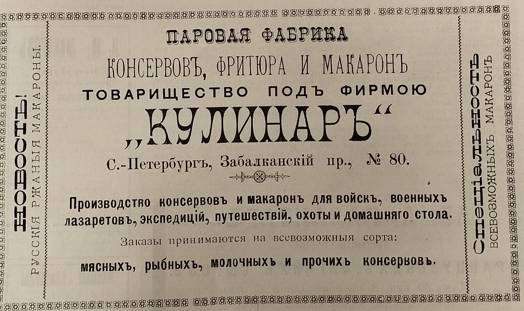 НОВОСТЬ!
РУССКІЯ РЖАНЫЯ МАКАРОНЫ.
ПАРОВАЯ ФАБРИКА
КОНСЕРВОВЪ, ФРИТЮРА И МАКАРОНЪ
ТОВАРИЩЕСТВО ПОДЪ ФИРМОЮ
„КУЛИНАРЪ“
С.-Петербургъ, Забалканскій пр., № 80.
Производство консервовъ и макаронъ для войскъ, военныхъ
лазаретовъ, экспедицій, путешествій, охоты и домашняго стола.
Заказы принимаются на всевозможные сорта:
мясныхъ, рыбныхъ, молочныхъ и прочихъ консервовъ.
Спеціальность
ВСЕВОЗМОЖНЫХЪ МАКАРОНЪ